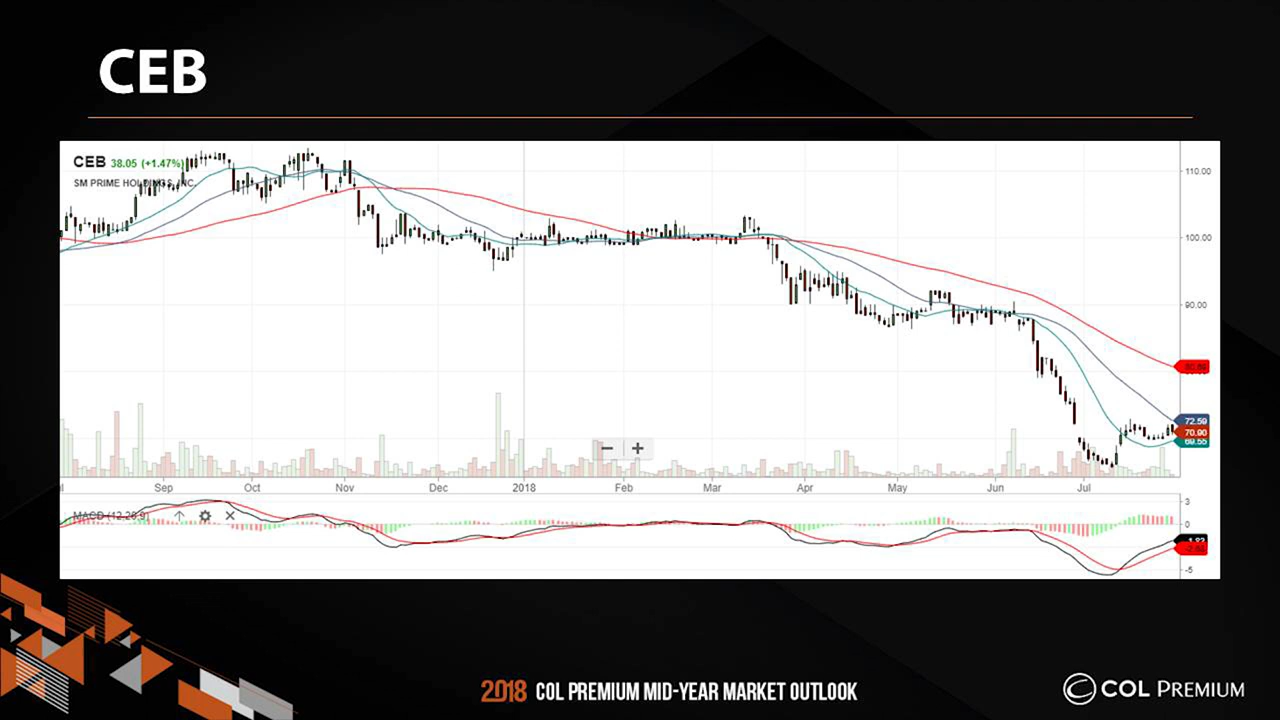 CEB
CEB 38.05 (+1.47%)
SM PRIME HOLDINGS, INC.
110.00
100.00
90.00
72.59
70.90
69.55
Sep Oct Nov Dec 2018 Feb Mar Apr May Jun Jul
MACD (12,26,9)
3
0
-5
2018 COL PREMIUM MID-YEAR MARKET OUTLOOK
COL PREMIUM